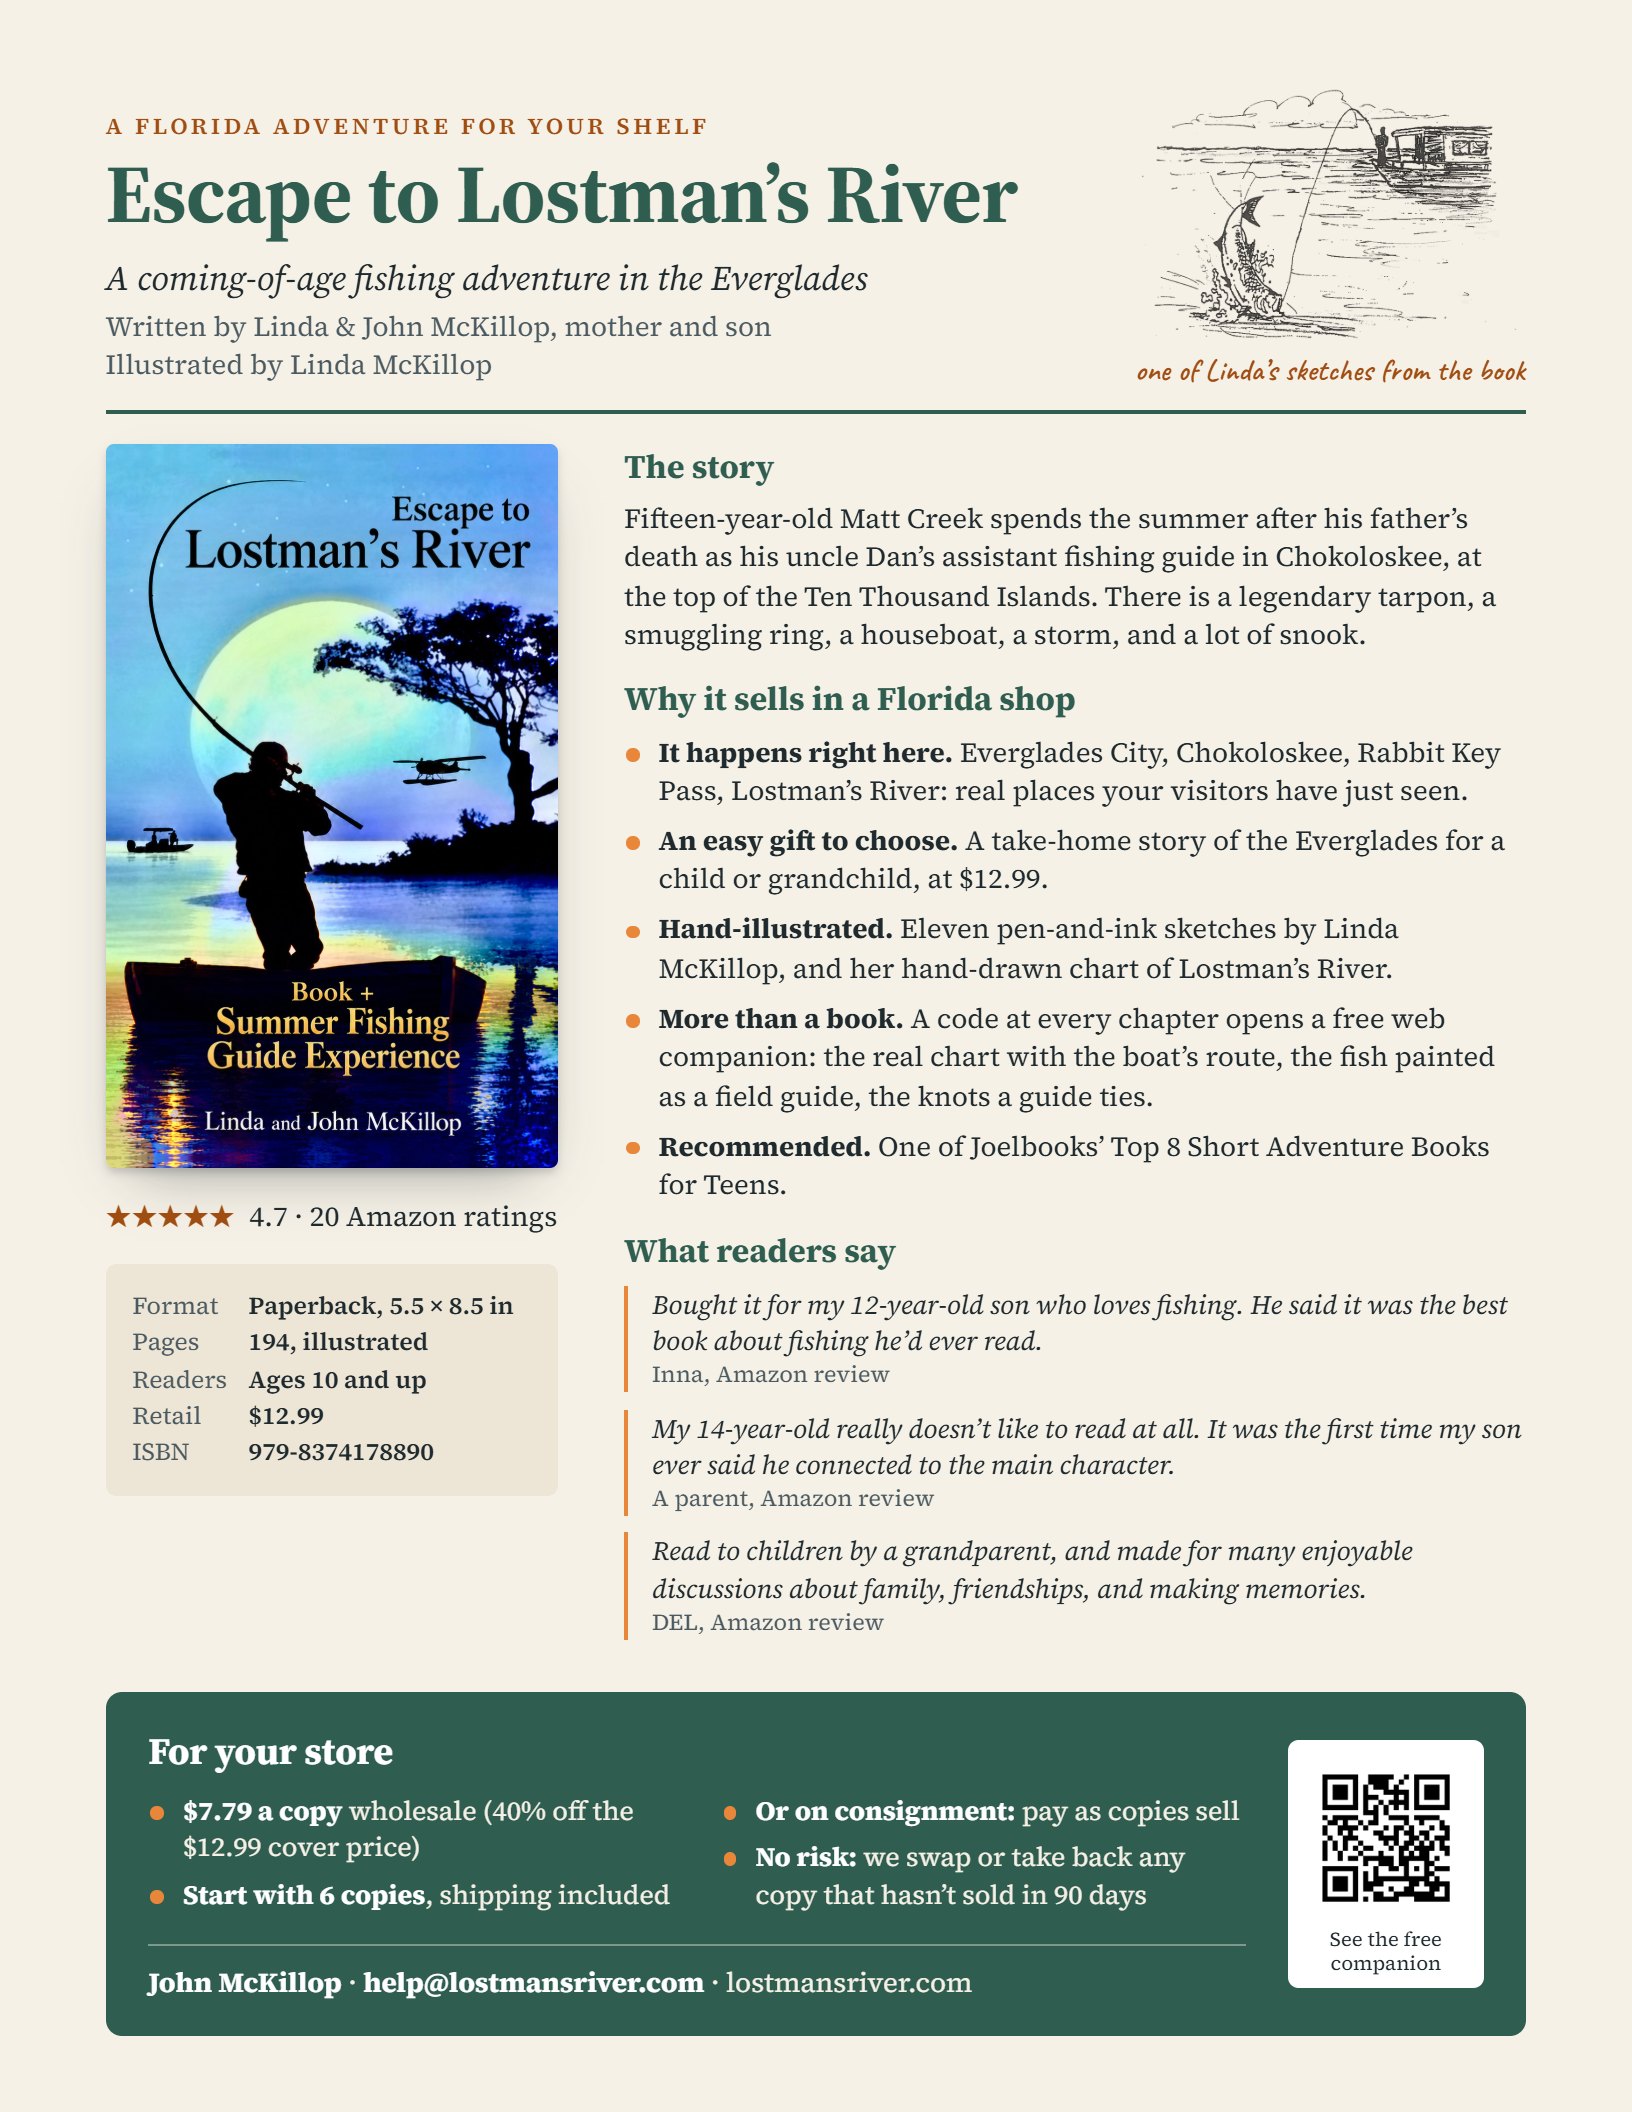 A FLORIDA ADVENTURE FOR YOUR SHELF
Escape to Lostman’s River
A coming-of-age fishing adventure in the Everglades
Written by Linda & John McKillop, mother and son
Illustrated by Linda McKillop
one of Linda’s sketches from the book
Escape to
Lostman’s River
Book +
Summer Fishing
Guide Experience
Linda and John McKillop
★★★★★ 4.7 · 20 Amazon ratings
Format Paperback, 5.5 × 8.5 in
Pages 194, illustrated
Readers Ages 10 and up
Retail $12.99
ISBN 979-8374178890
The story
Fifteen-year-old Matt Creek spends the summer after his father’s
death as his uncle Dan’s assistant fishing guide in Chokoloskee, at
the top of the Ten Thousand Islands. There is a legendary tarpon, a
smuggling ring, a houseboat, a storm, and a lot of snook.
Why it sells in a Florida shop
It happens right here. Everglades City, Chokoloskee, Rabbit Key
Pass, Lostman’s River: real places your visitors have just seen.
An easy gift to choose. A take-home story of the Everglades for a
child or grandchild, at $12.99.
Hand-illustrated. Eleven pen-and-ink sketches by Linda
McKillop, and her hand-drawn chart of Lostman’s River.
More than a book. A code at every chapter opens a free web
companion: the real chart with the boat’s route, the fish painted
as a field guide, the knots a guide ties.
Recommended. One of Joelbooks’ Top 8 Short Adventure Books
for Teens.
What readers say
Bought it for my 12-year-old son who loves fishing. He said it was the best
book about fishing he’d ever read.
Inna, Amazon review
My 14-year-old really doesn’t like to read at all. It was the first time my son
ever said he connected to the main character.
A parent, Amazon review
Read to children by a grandparent, and made for many enjoyable
discussions about family, friendships, and making memories.
DEL, Amazon review
For your store
$7.79 a copy wholesale (40% off the
$12.99 cover price)
Start with 6 copies, shipping included
Or on consignment: pay as copies sell
No risk: we swap or take back any
copy that hasn’t sold in 90 days
John McKillop · help@lostmansriver.com · lostmansriver.com
See the free
companion